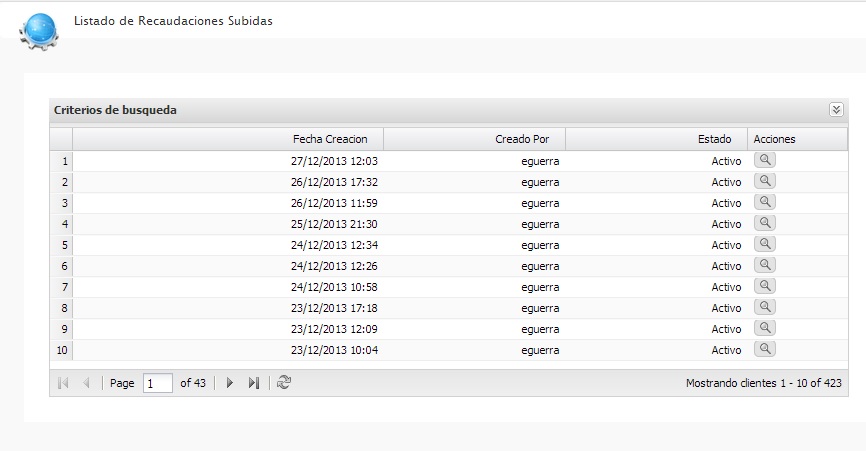 Listado de Recaudaciones Subidas
Criterios de busqueda
Fecha Creacion Creado Por Estado Acciones
1 27/12/2013 12:03 eguerra Activo
2 26/12/2013 17:32 eguerra Activo
3 26/12/2013 11:59 eguerra Activo
4 25/12/2013 21:30 eguerra Activo
5 24/12/2013 12:34 eguerra Activo
6 24/12/2013 12:26 eguerra Activo
7 24/12/2013 10:58 eguerra Activo
8 23/12/2013 17:18 eguerra Activo
9 23/12/2013 12:09 eguerra Activo
10 23/12/2013 10:04 eguerra Activo
Page 1 of 43 Mostrando clientes 1 - 10 of 423